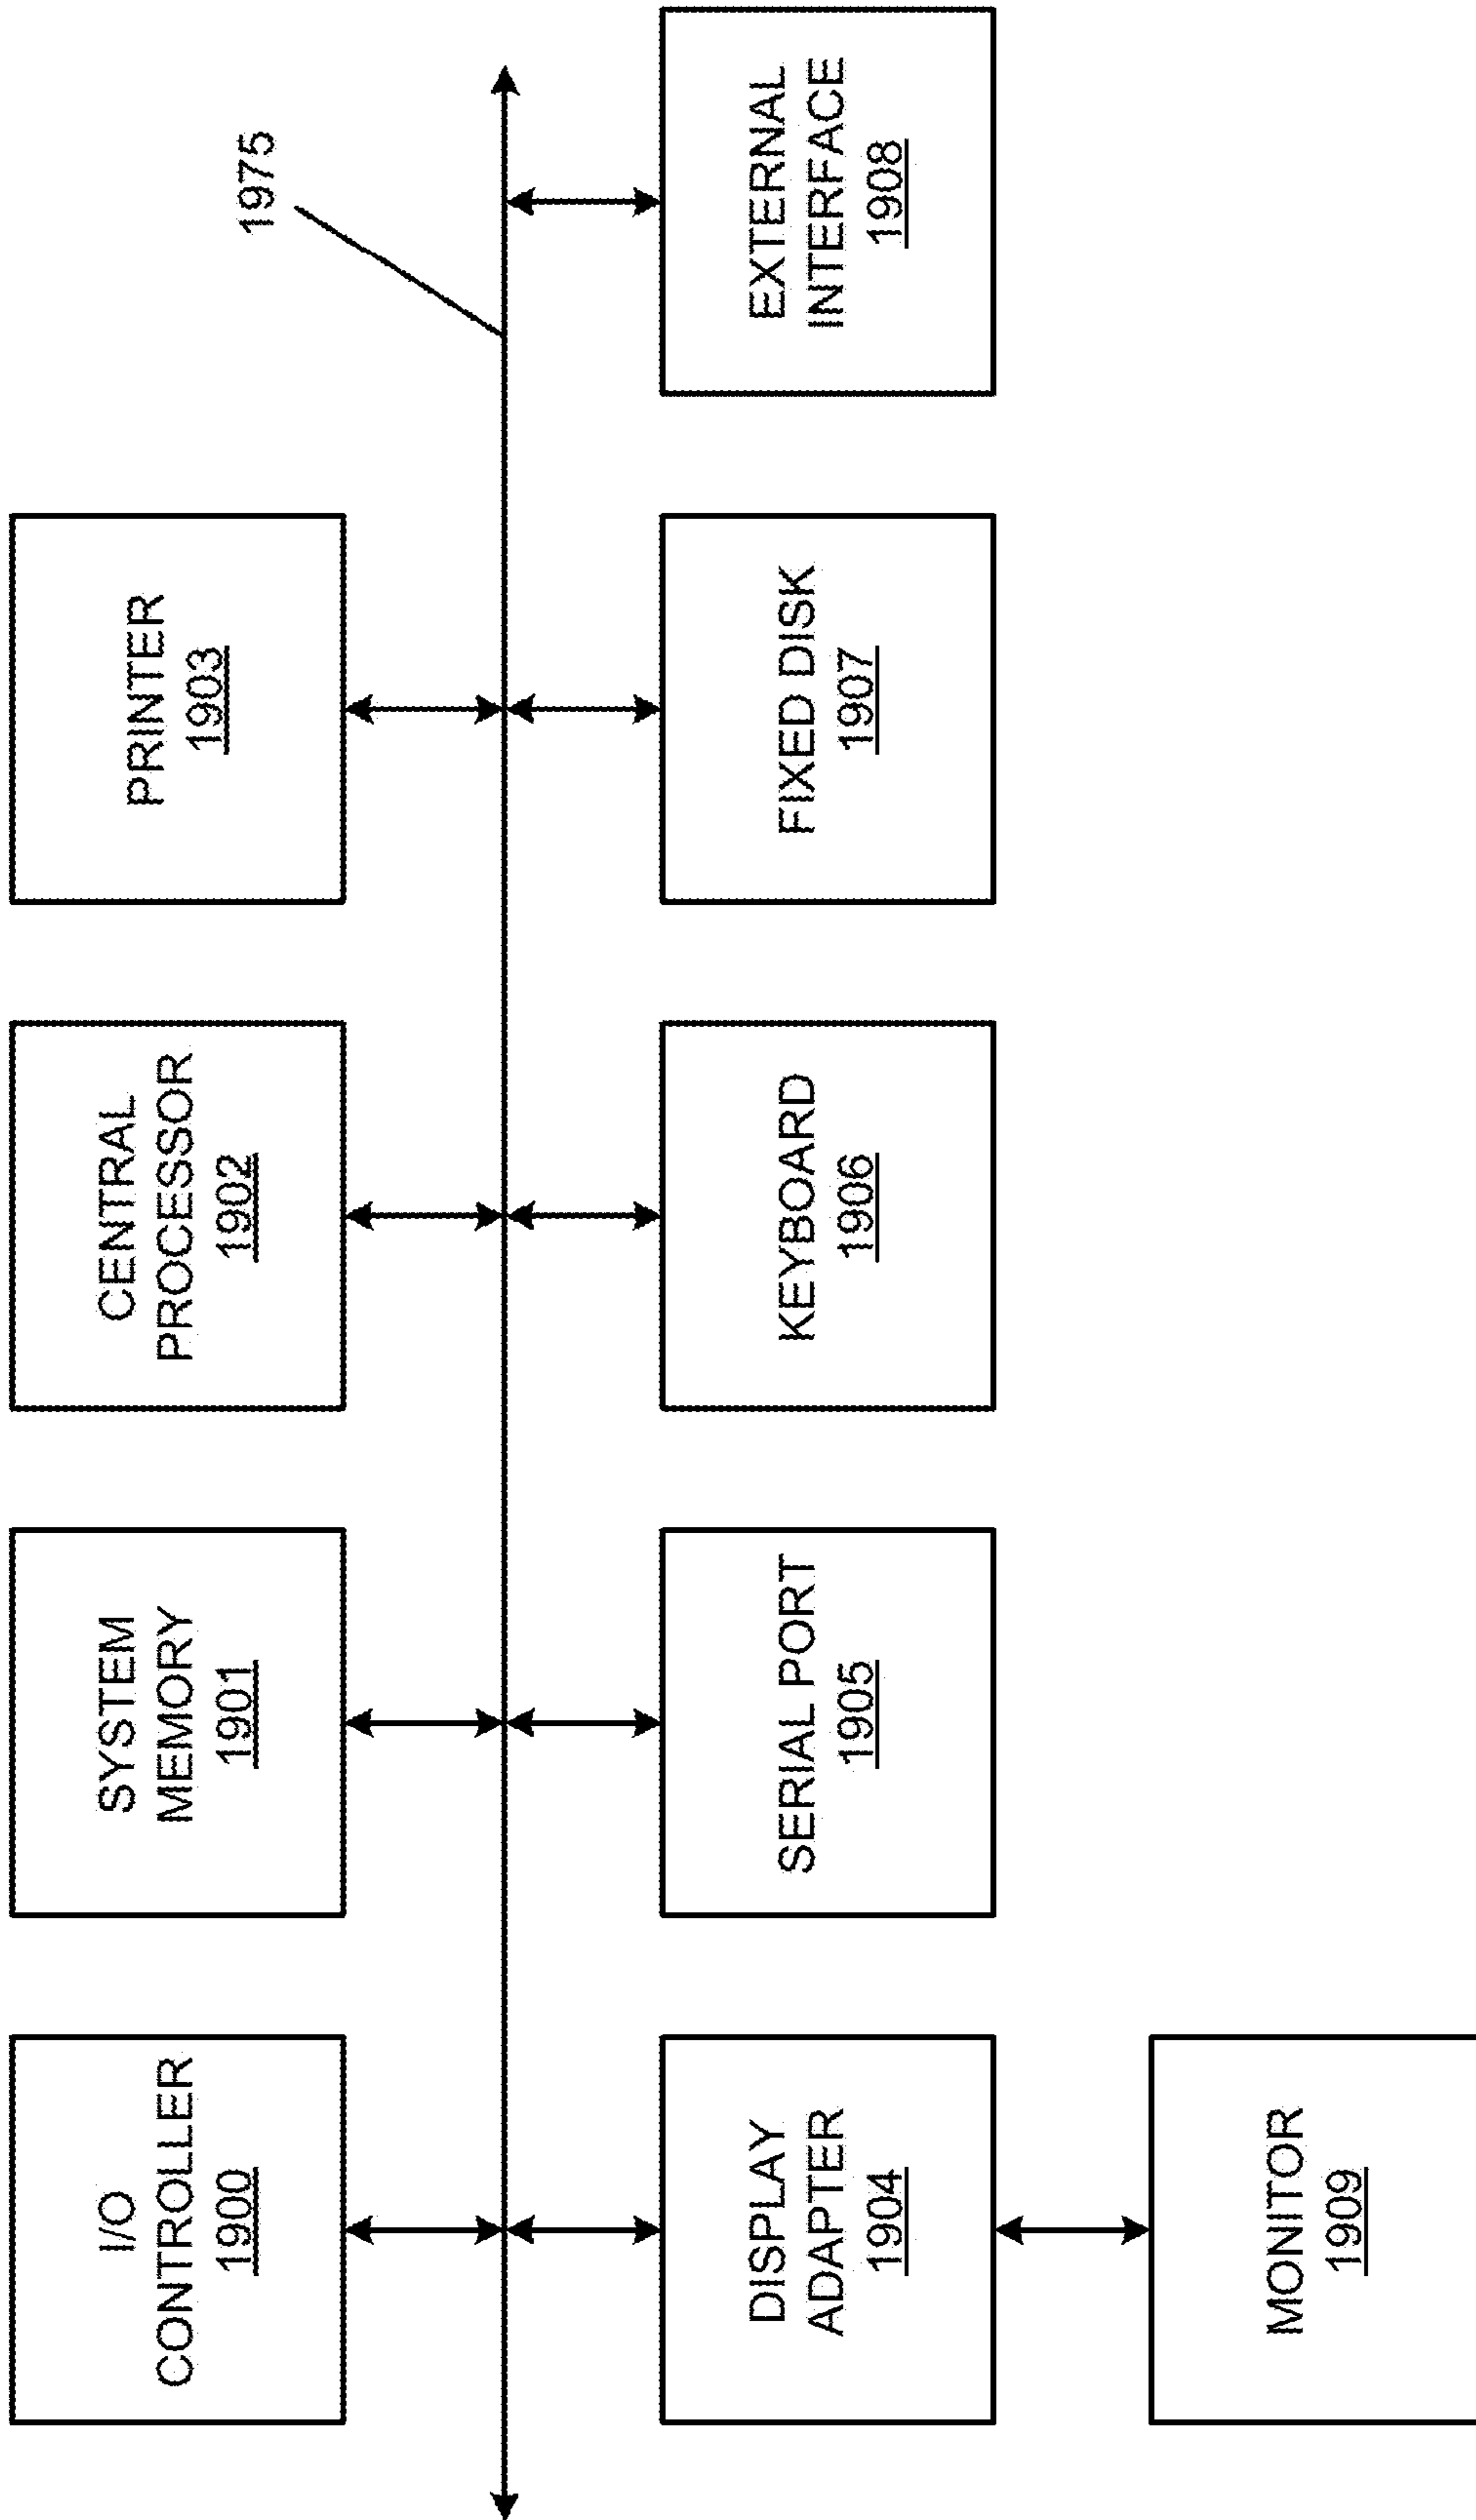 I/O
CONTROLLER
1900
SYSTEM
MEMORY
1901
CENTRAL
PROCESSOR
1902
PRINTER
1903
1975
DISPLAY
ADAPTER
1904
SERIAL PORT
1905
KEYBOARD
1906
FIXED DISK
1907
EXTERNAL
INTERFACE
1908
MONITOR
1909